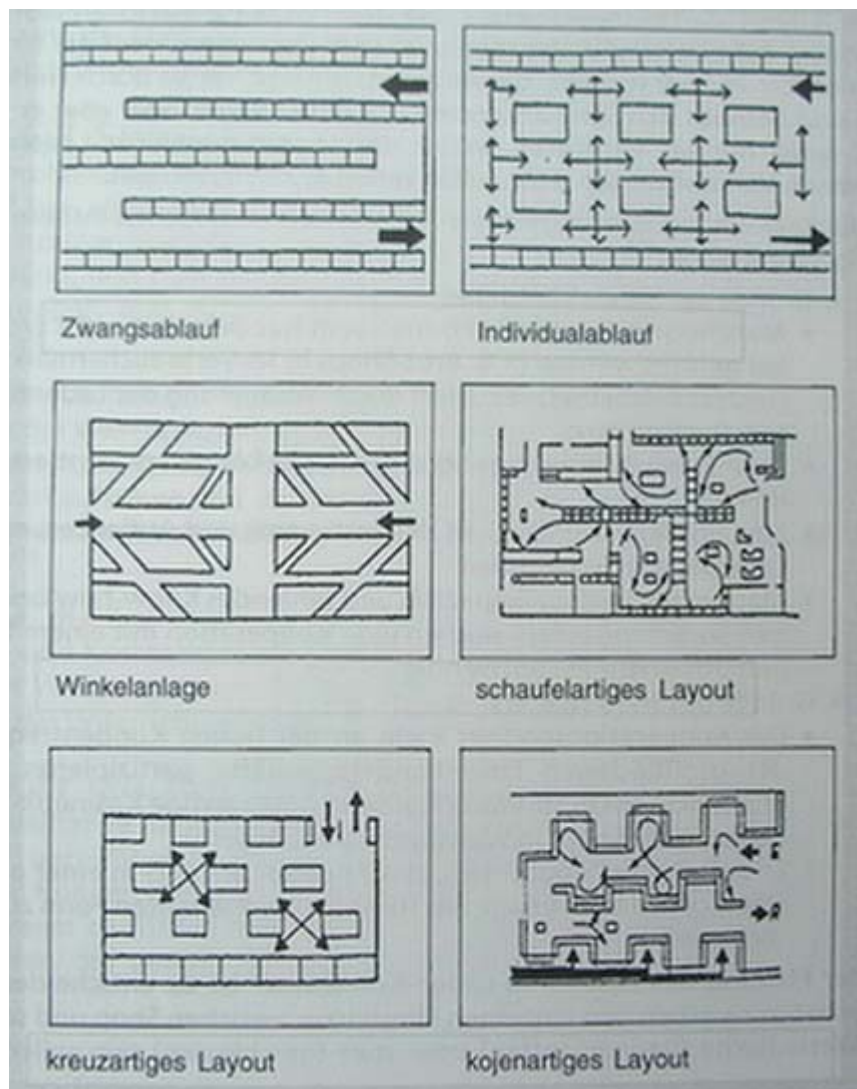 Zwangsablauf
Individualablauf
Winkelanlage
schaufelartiges Layout
kreuzartiges Layout
kojenartiges Layout